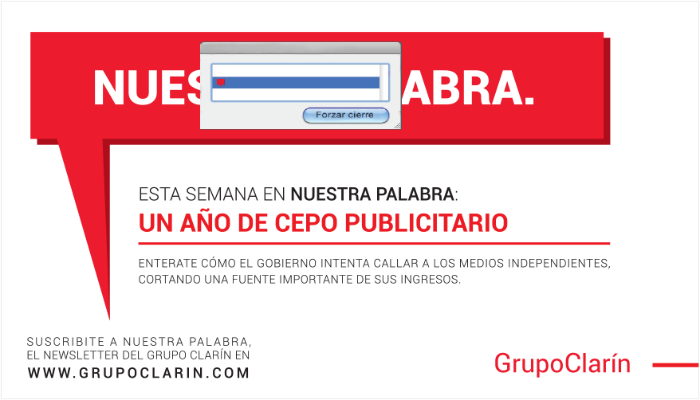 NUES ABRA.
Forzar cierre
ESTA SEMANA EN NUESTRA PALABRA:
UN AÑO DE CEPO PUBLICITARIO
ENTERATE CÓMO EL GOBIERNO INTENTA CALLAR A LOS MEDIOS INDEPENDIENTES,
CORTANDO UNA FUENTE IMPORTANTE DE SUS INGRESOS.
SUSCRIBITE A NUESTRA PALABRA,
EL NEWSLETTER DEL GRUPO CLARÍN EN
WWW.GRUPOCLARIN.COM
GrupoClarín